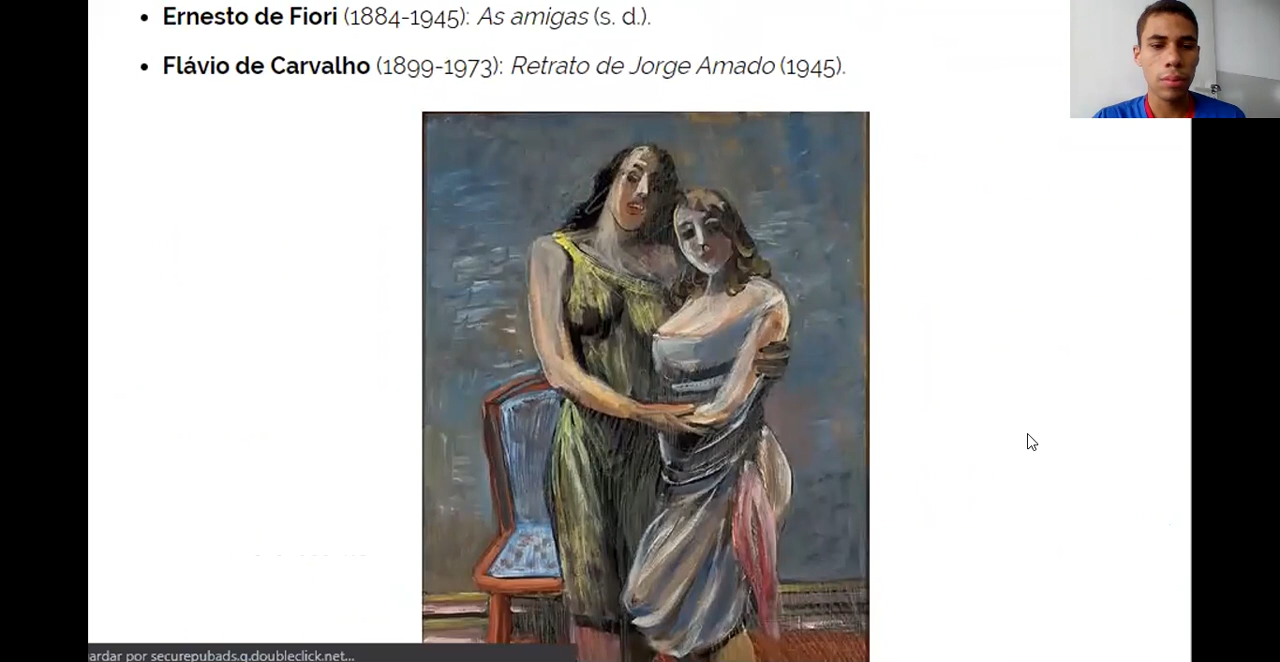 Ernesto de Fiori (1884-1945): As amigas (s. d.).
Flávio de Carvalho (1899-1973): Retrato de Jorge Amado (1945).
ardar por securepubads.g.doubleclick.net...